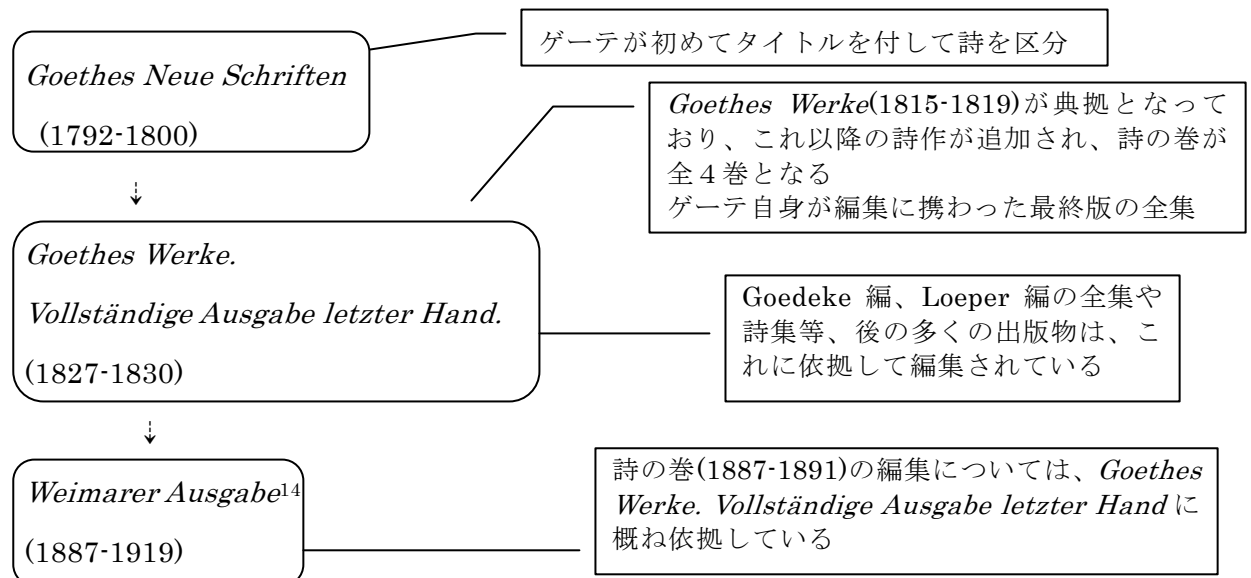 Goethes Neue Schriften
(1792-1800)
ゲーテが初めてタイトルを付して詩を区分
↓
Goethes Werke(1815-1819)が典拠となって
おり、これ以降の詩作が追加され、詩の巻が
全４巻となる
ゲーテ自身が編集に携わった最終版の全集
Goethes Werke.
Vollständige Ausgabe letzter Hand.
(1827-1830)
Goedeke 編、Loeper 編の全集や
詩集等、後の多くの出版物は、こ
れに依拠して編集されている
↓
Weimarer Ausgabe14
(1887-1919)
詩の巻(1887-1891)の編集については、Goethes
Werke. Vollständige Ausgabe letzter Hand に
概ね依拠している